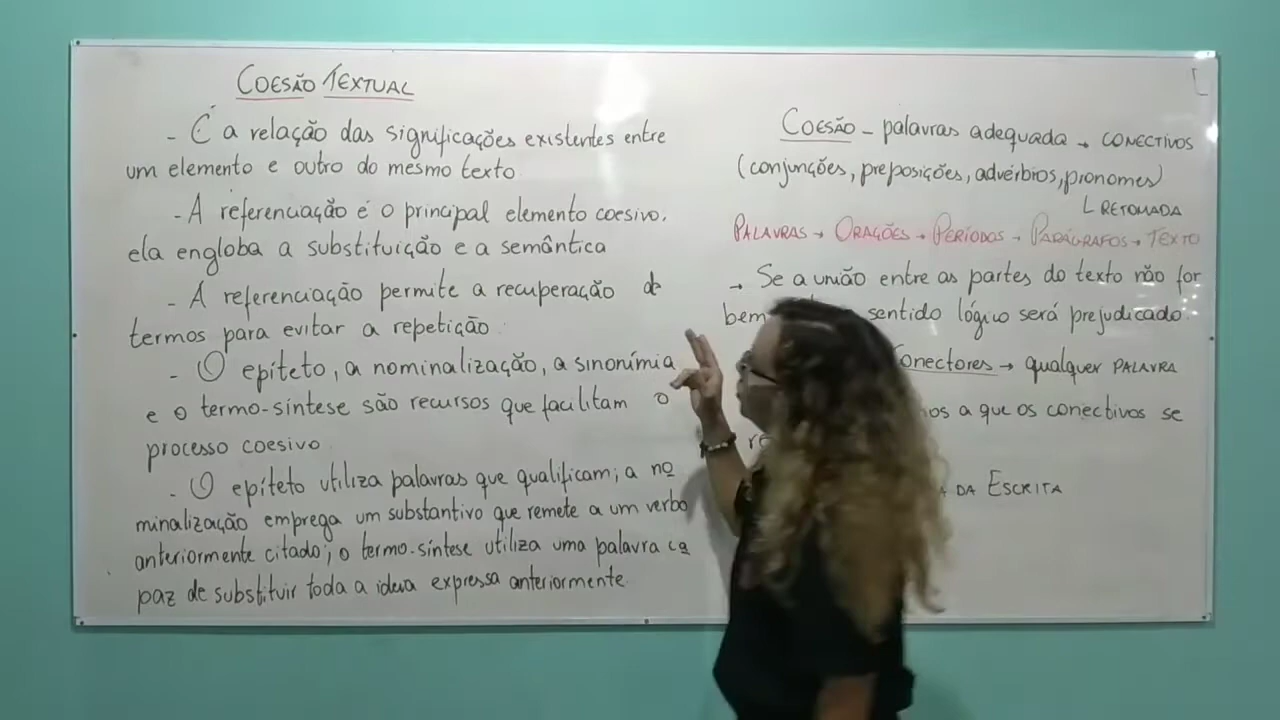 COESÃO TEXTUAL
- É a relação das significações existentes entre
um elemento e outro do mesmo texto
- A referenciação é o principal elemento coesivo,
ela engloba a substituição e a semântica
- A referenciação permite a recuperação de
termos para evitar a repetição.
- O epíteto, a nominalização, a sinonímia
e o termo-síntese são recursos que facilitam o
processo coesivo
- O epíteto utiliza palavras que qualificam; a no
minalização emprega um substantivo que remete a um verbo
anteriormente citado; o termo-síntese utiliza uma palavra ca
paz de substituir toda a ideia expressa anteriormente
COESÃO - palavras adequada → CONECTIVOS
(conjunções, preposições, advérbios, pronomes)
RETOMADA
PALAVRAS → ORAÇÕES → PERÍODOS → PARÁGRAFOS → TEXTO
→ Se a união entre as partes do texto não for
bem sentido lógico será prejudicado.
Conectores → qualquer PALAVRA
a que os conectivos se
DA ESCRITA